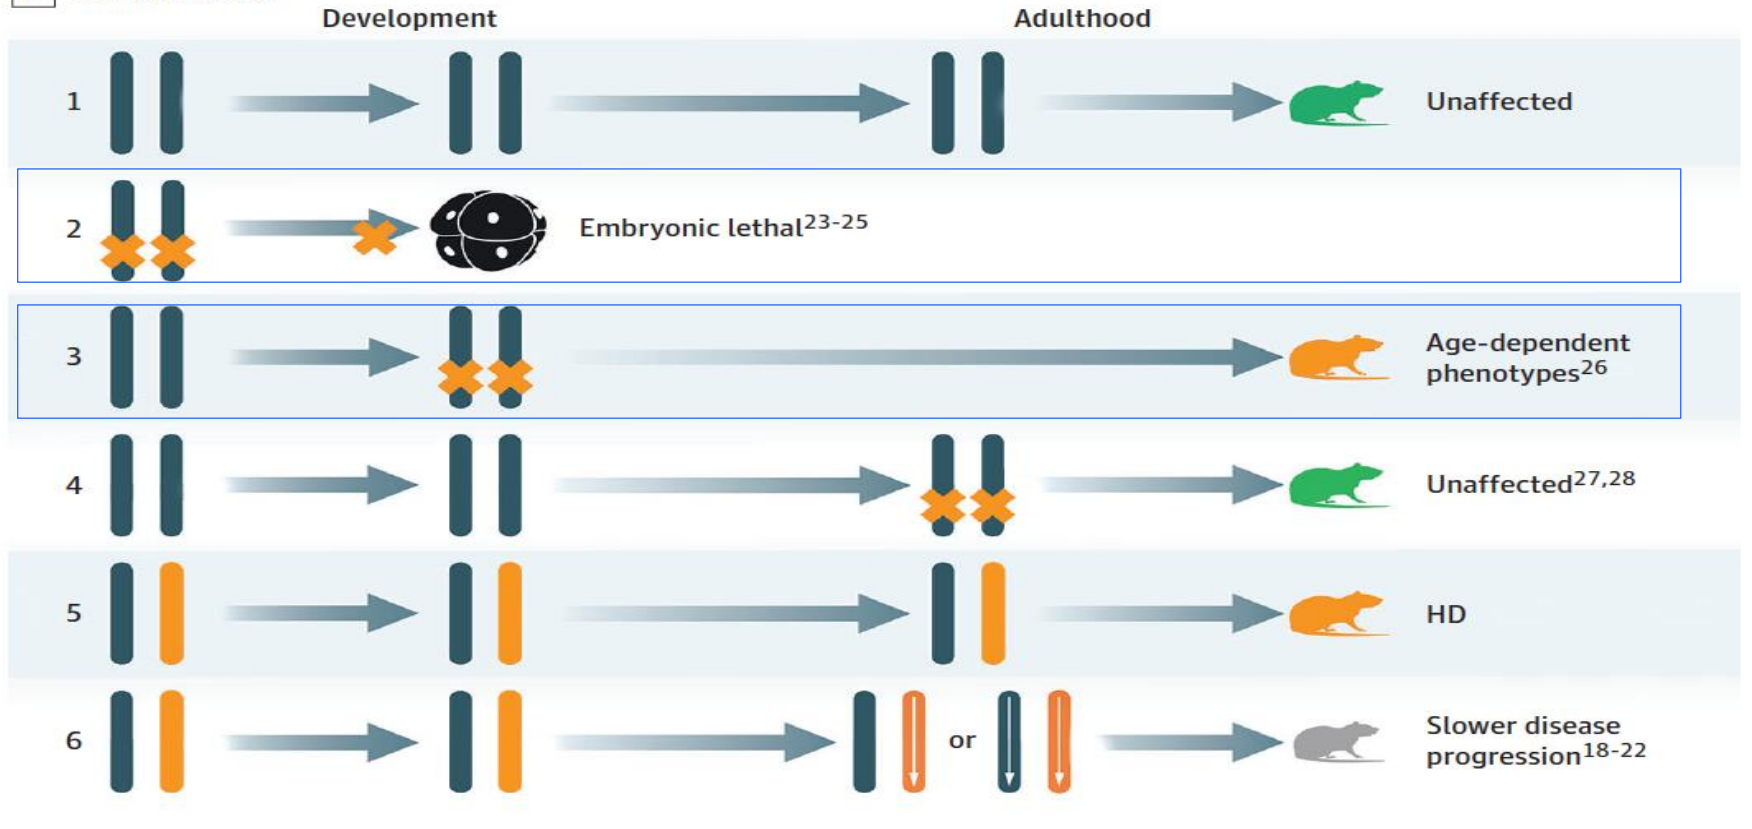 Development Adulthood
1 Unaffected
2 Embryonic lethal23-25
3 Age-dependent
phenotypes26
4 Unaffected27,28
5 HD
6 or Slower disease
progression18-22